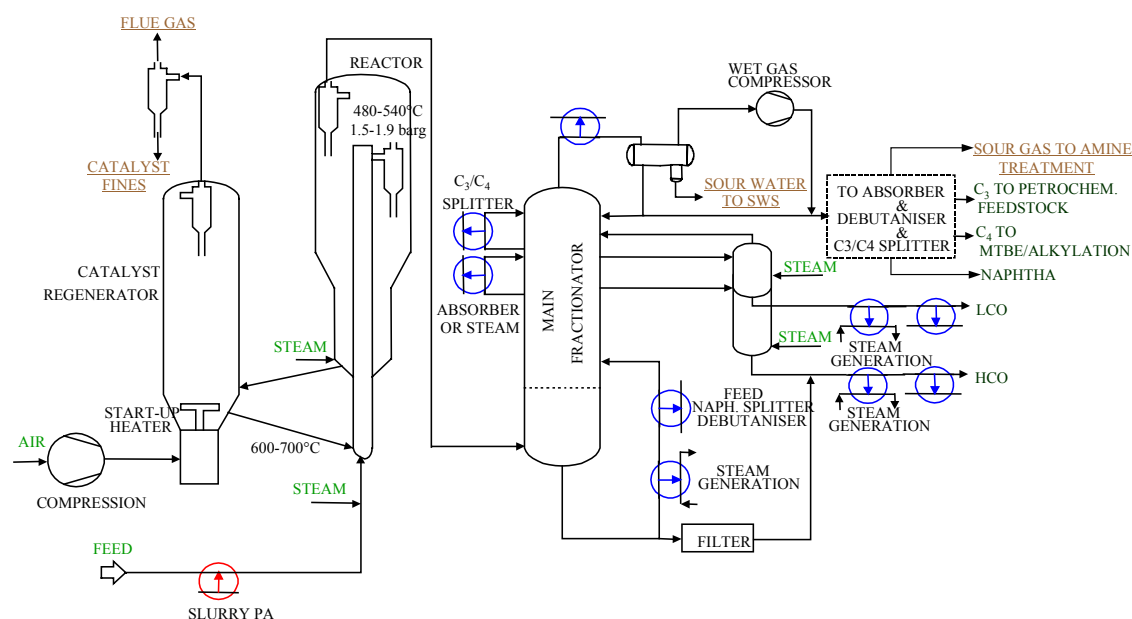 FLUE GAS
REACTOR
WET GAS
COMPRESSOR
480-540°C
1.5-1.9 barg
CATALYST
FINES
C3/C4
SPLITTER
SOUR WATER
TO SWS
SOUR GAS TO AMINE
TREATMENT
TO ABSORBER
&
DEBUTANISER
&
C3/C4 SPLITTER
C3 TO PETROCHEM.
FEEDSTOCK
C4 TO
MTBE/ALKYLATION
NAPHTHA
CATALYST
REGENERATOR
ABSORBER
OR STEAM
MAIN
FRACTIONATOR
STEAM
LCO
STEAM
GENERATION
STEAM
STEAM
HCO
STEAM
GENERATION
START-UP
HEATER
FEED
NAPH. SPLITTER
DEBUTANISER
AIR
600-700°C
COMPRESSION
STEAM
STEAM
GENERATION
FILTER
FEED
SLURRY PA